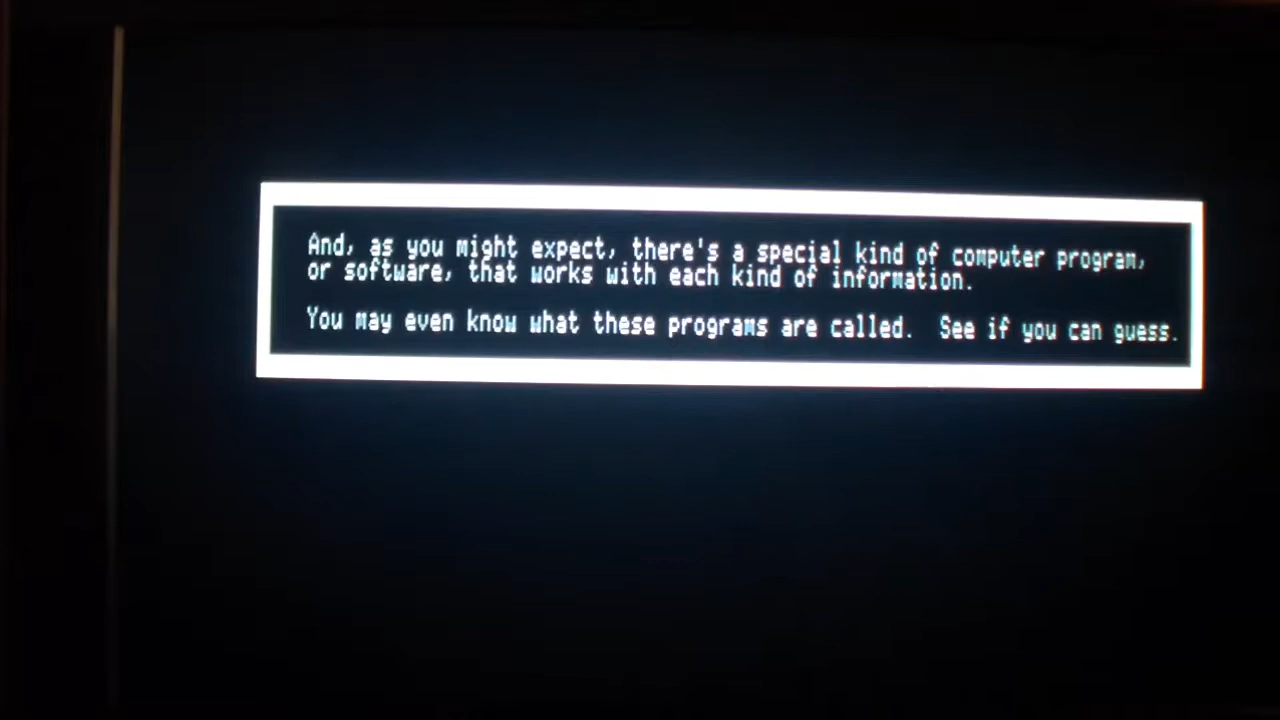 And, as you might expect, there's a special kind of computer program,
or software, that works with each kind of information.
You may even know what these programs are called.  See if you can guess.